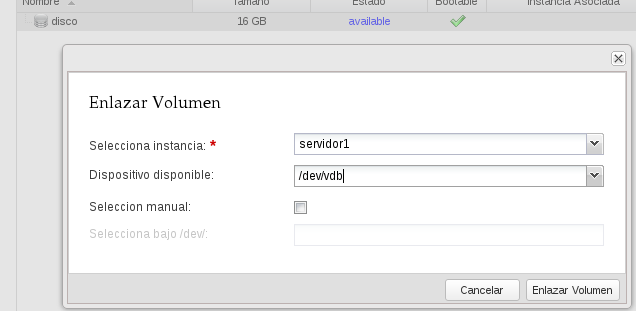 Nombre Tamaño Estado Bootable Instancia Asociada
disco 16 GB available
Enlazar Volumen
Selecciona instancia: * servidor1
Dispositivo disponible: /dev/vdb
Seleccion manual:
Selecciona bajo /dev/:
Cancelar Enlazar Volumen